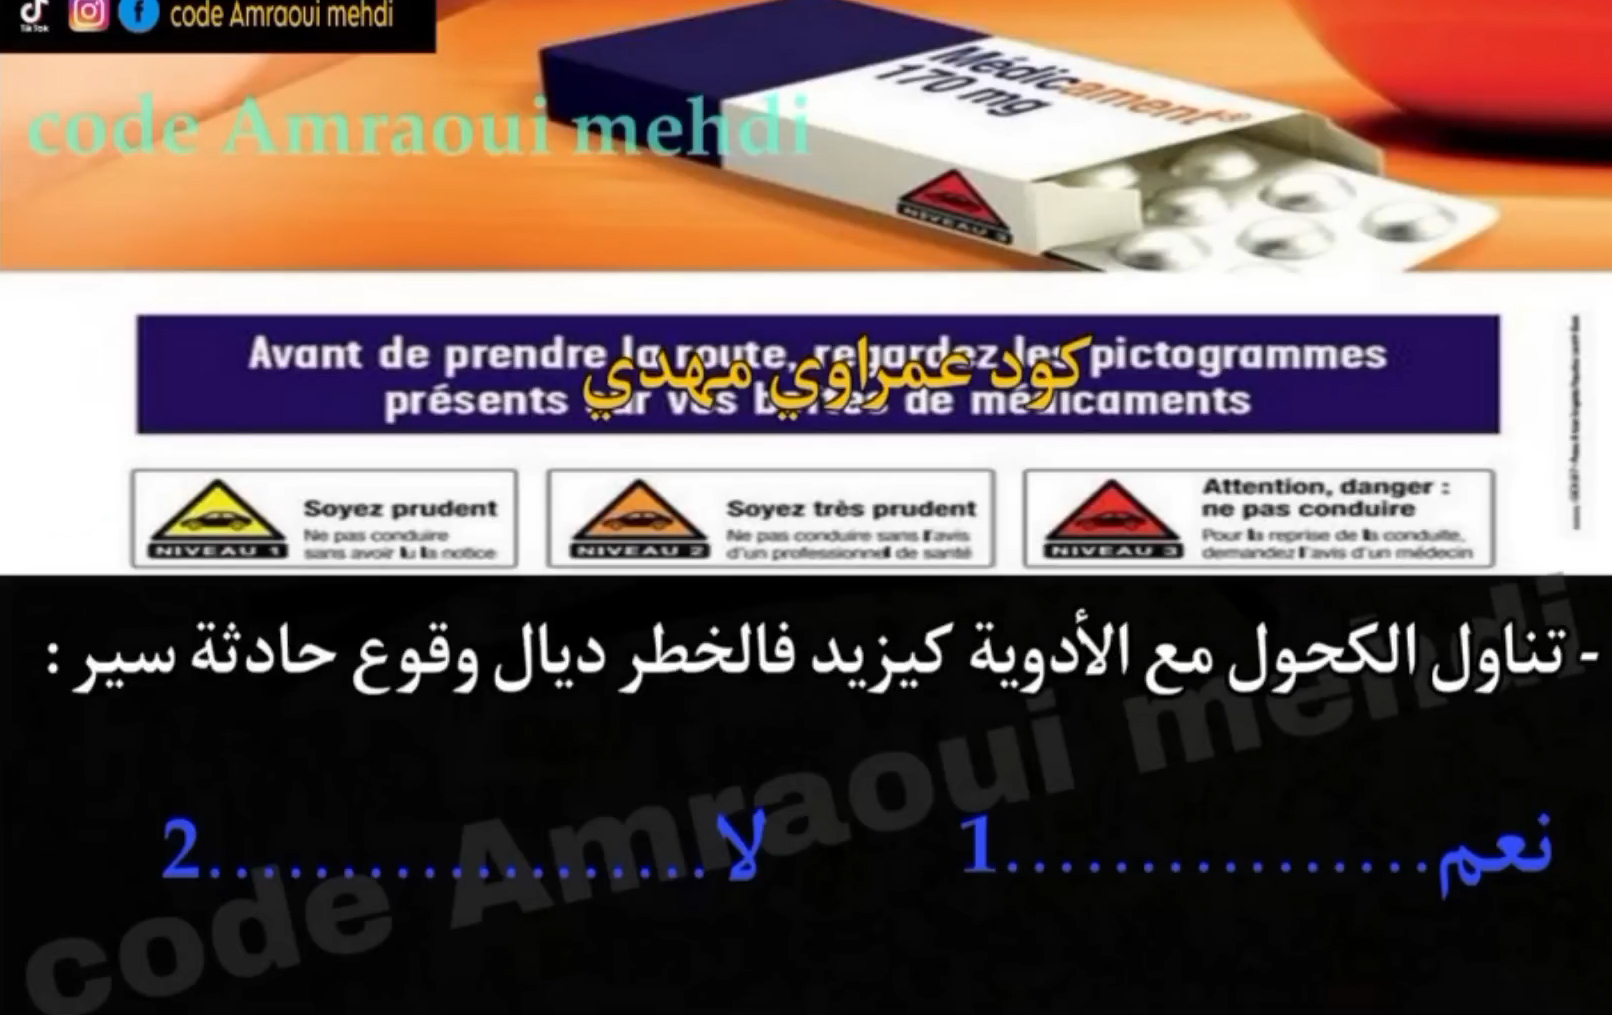 code Amraoui mehdi
Médicament
170 mg
code Amraoui mehdi
NIVEAU 3
Avant de prendre la route, regardez les pictogrammes
présents sur vos boîtes de médicaments
كود عمراوي مهدي
Soyez prudent
Ne pas conduire
sans avoir lu la notice
NIVEAU 1
Soyez très prudent
Ne pas conduire sans l'avis
d'un professionnel de santé
NIVEAU 2
Attention, danger :
ne pas conduire
Pour la reprise de la conduite,
demandez l'avis d'un médecin
NIVEAU 3
- تناول الكحول مع الأدوية كيزيد فالخطر ديال وقوع حادثة سير :
نعم................1
لا...................2
code Amraoui mehdi